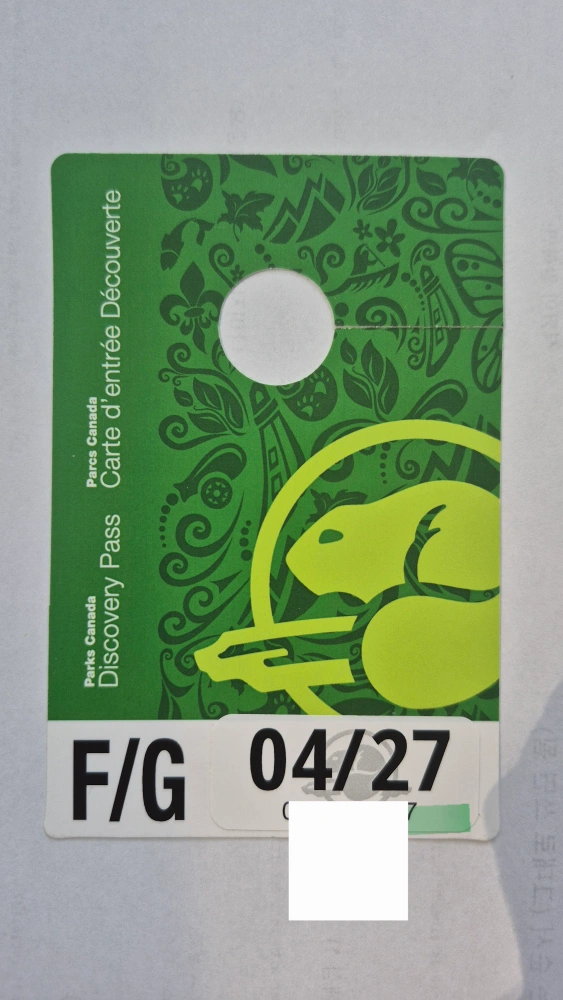 Parks Canada
Discovery Pass
Parcs Canada
Carte d'entrée Découverte
F/G
04/27